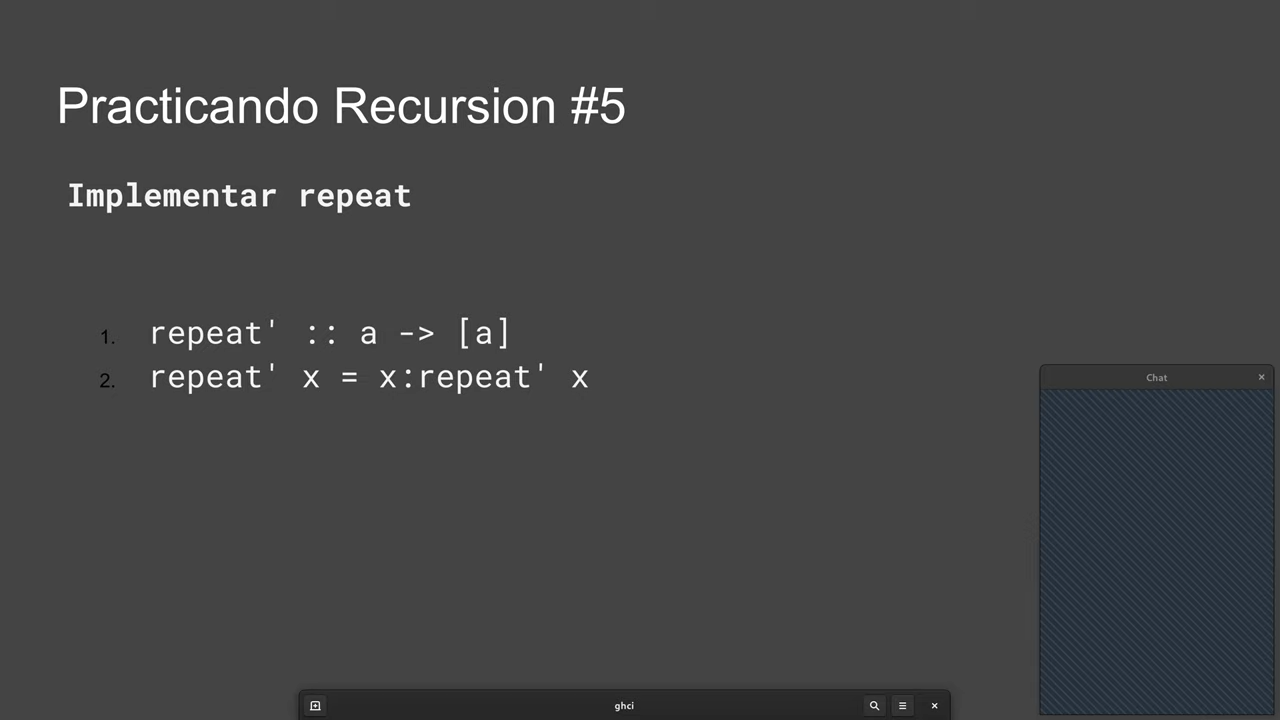 Practicando Recursion #5
Implementar repeat
1. repeat' :: a -> [a]
2. repeat' x = x:repeat' x
Chat
ghci